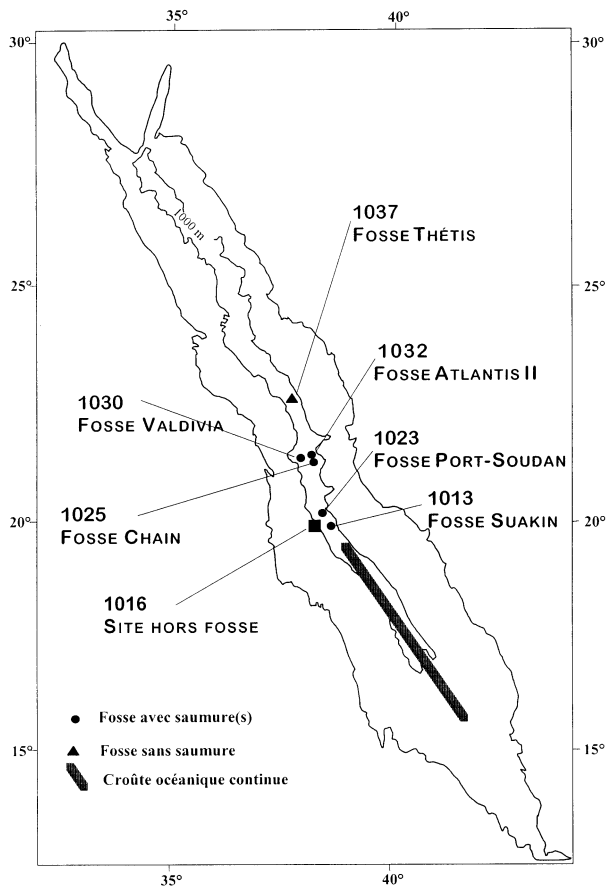 35° 40°
30° 30°
1000 m
1037
FOSSE THÉTIS
25° 25°
1032
FOSSE ATLANTIS II
1030
FOSSE VALDIVIA
1023
FOSSE PORT-SOUDAN
1013
FOSSE SUAKIN
1025
FOSSE CHAIN
20° 20°
1016
SITE HORS FOSSE
Fosse avec saumure(s)
Fosse sans saumure
Croûte océanique continue
15° 15°
35° 40°